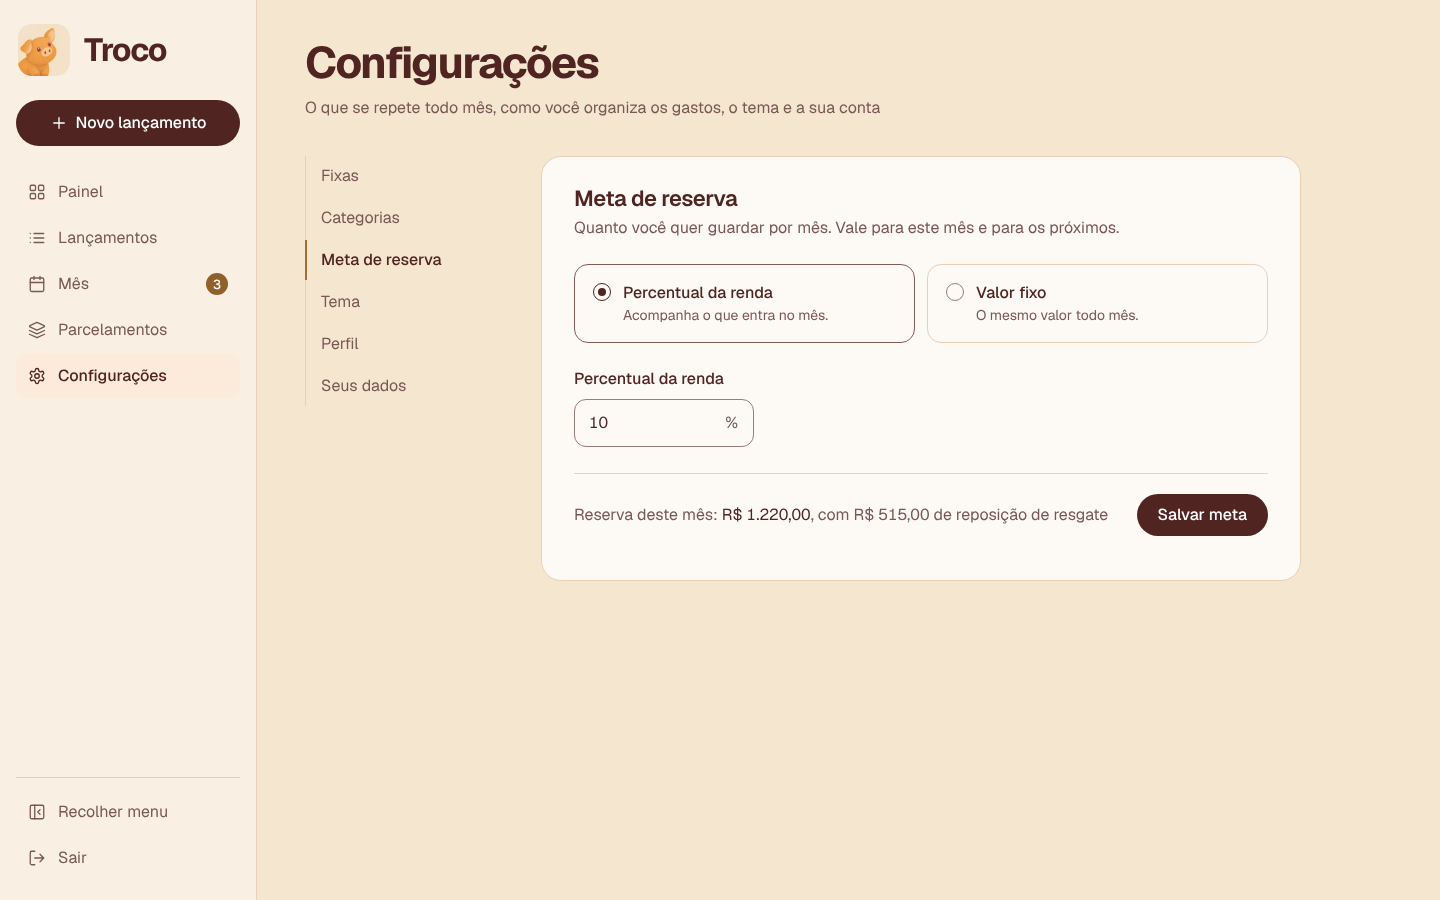 Troco
Novo lançamento
Painel
Lançamentos
Mês
3
Parcelamentos
Configurações
Recolher menu
Sair
Configurações
O que se repete todo mês, como você organiza os gastos, o tema e a sua conta
Fixas
Categorias
Meta de reserva
Tema
Perfil
Seus dados
Meta de reserva
Quanto você quer guardar por mês. Vale para este mês e para os próximos.
Percentual da renda
Acompanha o que entra no mês.
Valor fixo
O mesmo valor todo mês.
Percentual da renda
10 %
Reserva deste mês: R$ 1.220,00, com R$ 515,00 de reposição de resgate
Salvar meta